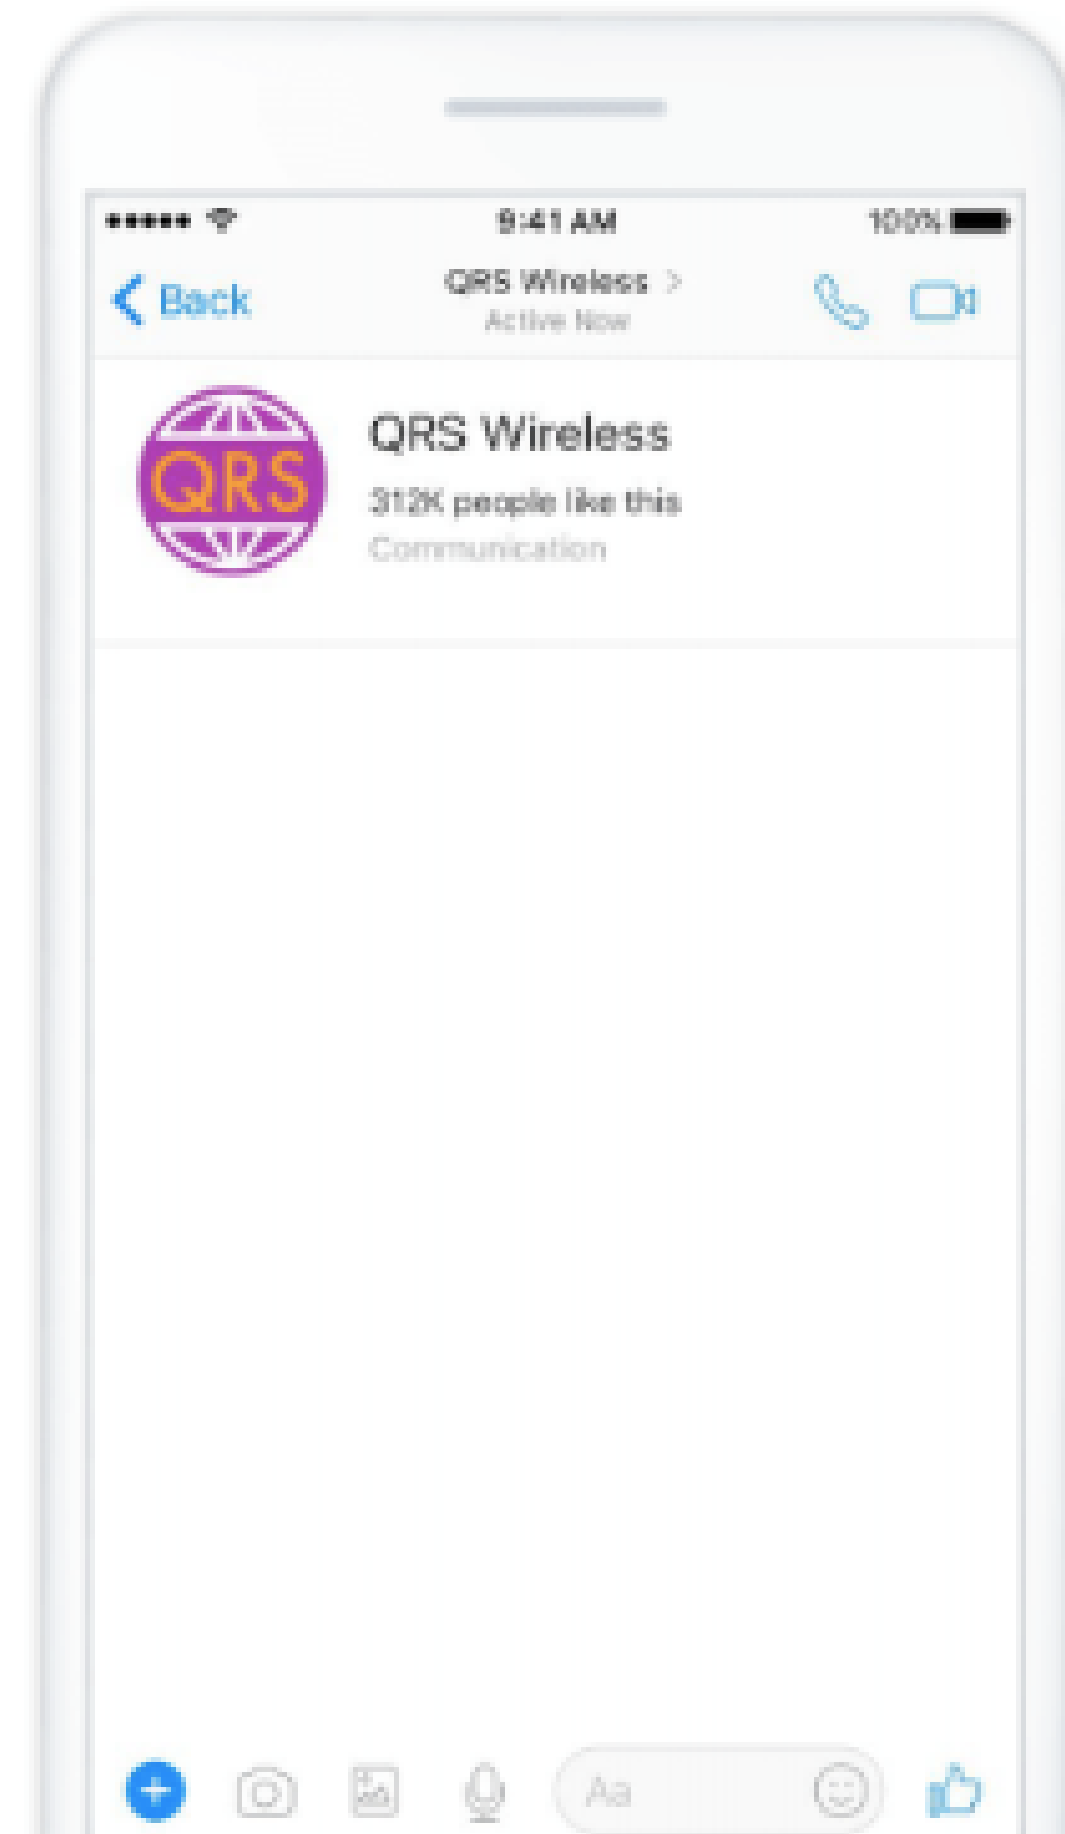 9:41 AM
100%
Back
QRS Wireless
Active Now
QRS
QRS Wireless
312K people like this
Communication
Aa